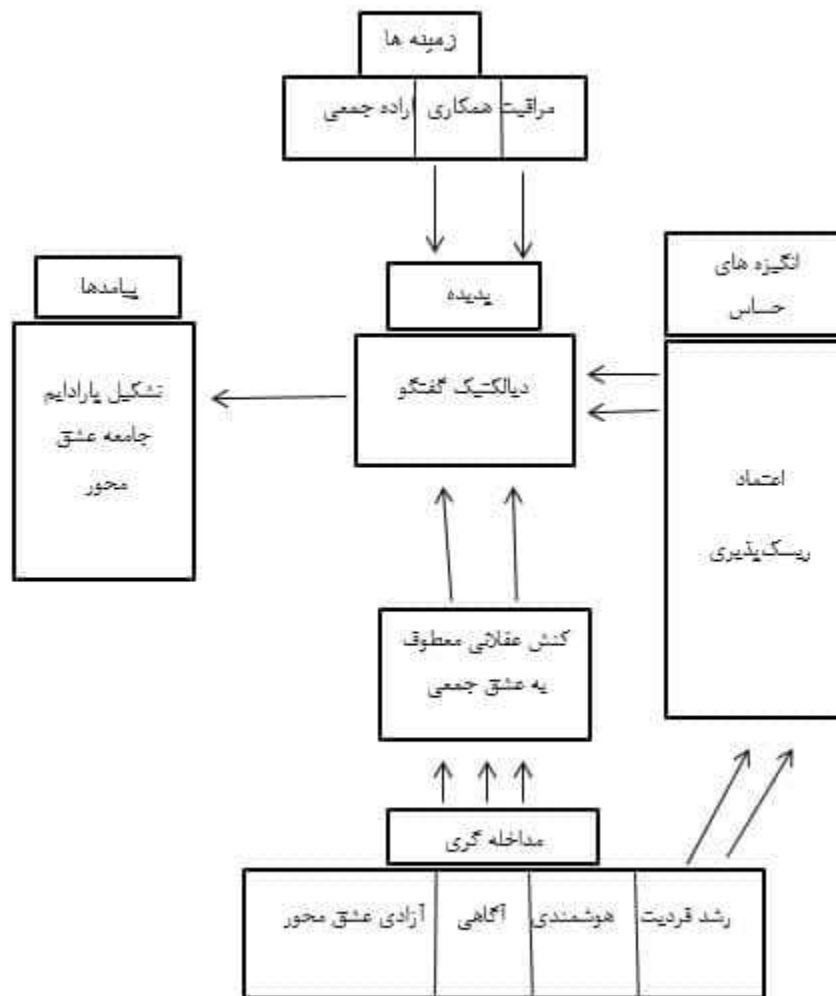 زمینه ها
مراقبت همکاری اراده جمعی
انگیزه های
حساس
پیامدها
پدیده
دیالکتیک گفتگو
تشکیل پارادایم
جامعه عشق
محور
اعتماد
ریسک‌پذیری
کنش عقلانی معطوف
به عشق جمعی
مداخله گری
رشد فردیت هوشمندی آگاهی آزادی عشق محور